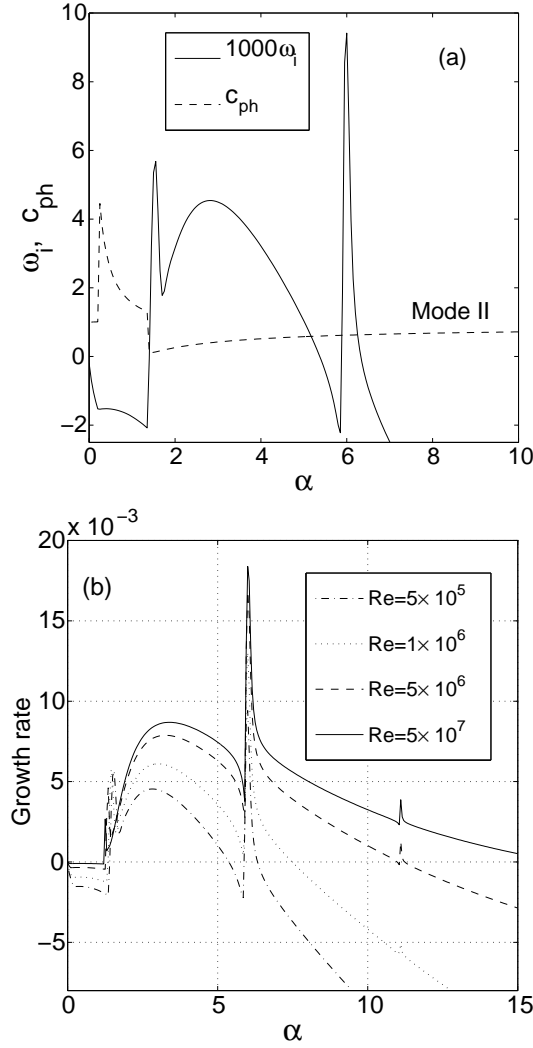 10
8
6
4
2
0
−2
ω_i, c_ph
1000ω_i
c_ph
(a)
Mode II
0 2 4 6 8 10
α
20 x 10^−3
15
10
5
0
−5
Growth rate
(b)
Re=5× 10^5
Re=1× 10^6
Re=5× 10^6
Re=5× 10^7
0 5 10 15
α